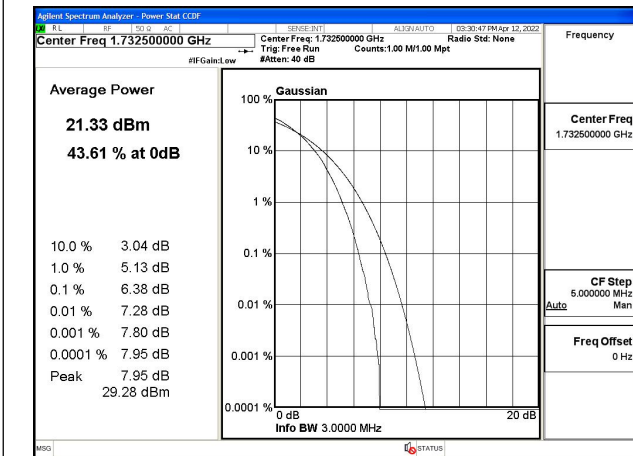 Agilent Spectrum Analyzer - Power Stat CCDF
LXI RL RF 50 Ω AC SENSE:INT ALIGNAUTO 03:30:47 PM Apr 12, 2022
Center Freq 1.732500000 GHz
Center Freq: 1.732500000 GHz Radio Std: None
Trig: Free Run Counts:1.00 M/1.00 Mpt
#IFGain:Low #Atten: 40 dB
Frequency
Average Power
21.33 dBm
43.61 % at 0dB
10.0 % 3.04 dB
1.0 % 5.13 dB
0.1 % 6.38 dB
0.01 % 7.28 dB
0.001 % 7.80 dB
0.0001 % 7.95 dB
Peak 7.95 dB
29.28 dBm
Gaussian
100 %
10 %
1 %
0.1 %
0.01 %
0.001 %
0.0001 %
0 dB 20 dB
Info BW 3.0000 MHz
Center Freq
1.732500000 GHz
CF Step
5.000000 MHz
Auto Man
Freq Offset
0 Hz
MSG STATUS